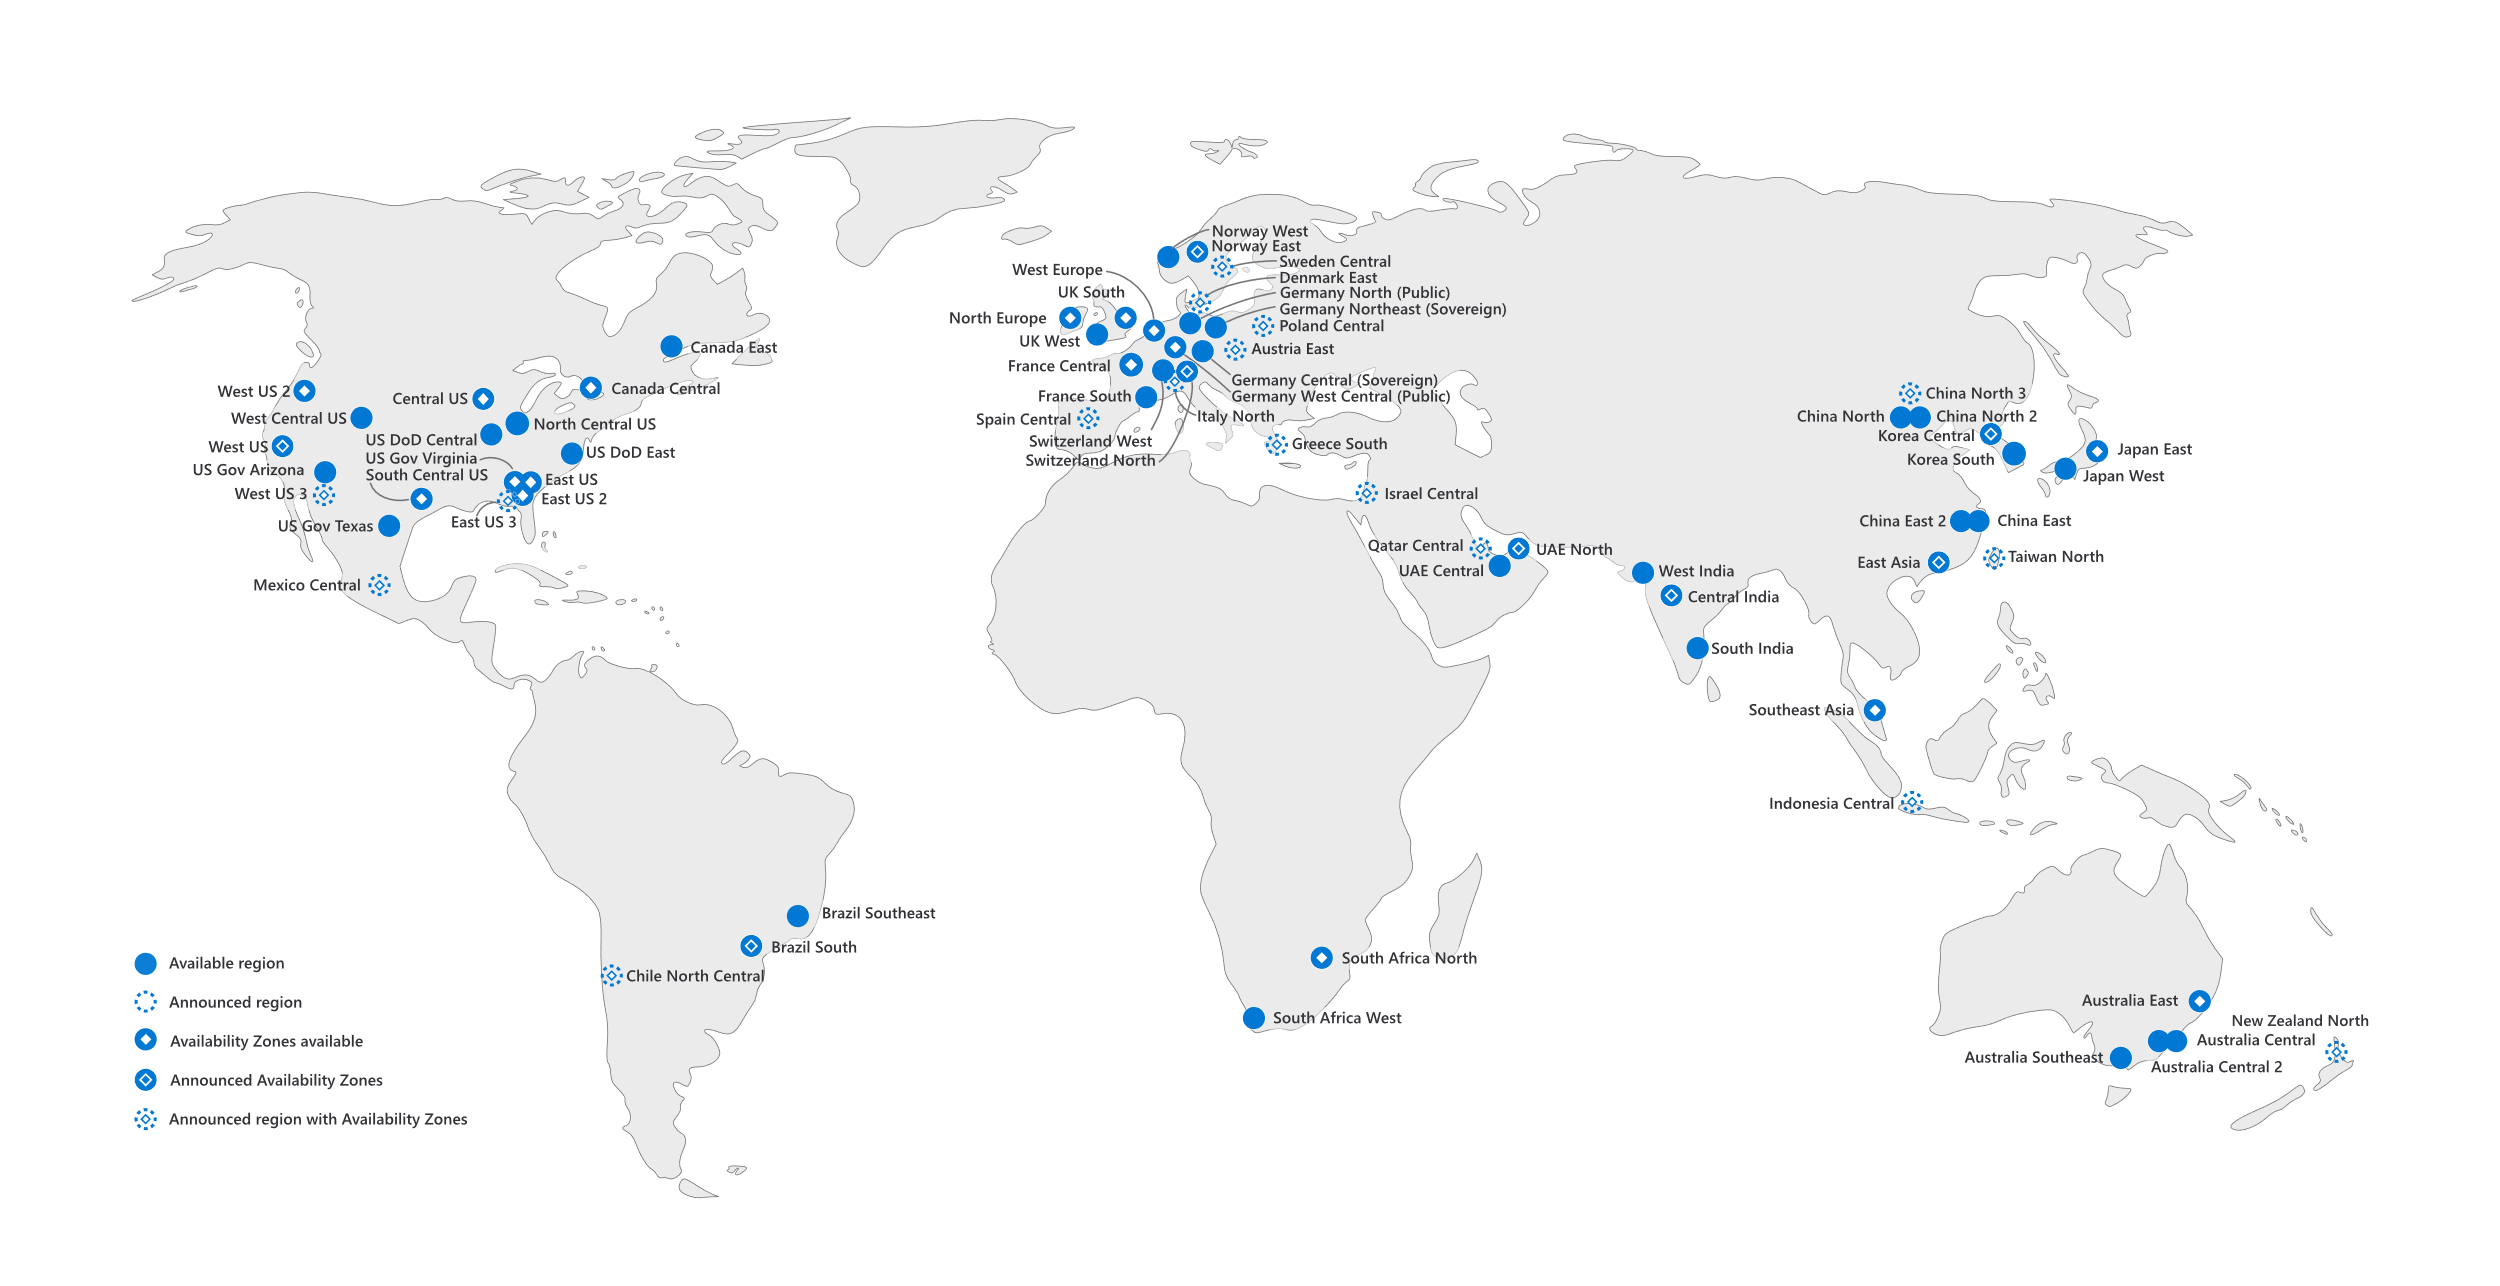 Norway West
Norway East
Sweden Central
West Europe
Denmark East
UK South
Germany North (Public)
Germany Northeast (Sovereign)
North Europe
Poland Central
UK West
Austria East
Canada East
France Central
Germany Central (Sovereign)
West US 2
Central US
Canada Central
France South
Germany West Central (Public)
China North 3
West Central US
North Central US
Spain Central
Italy North
China North
China North 2
US DoD Central
Switzerland West
Greece South
Korea Central
West US
US DoD East
US Gov Virginia
Switzerland North
Korea South
Japan East
US Gov Arizona
South Central US
East US
Japan West
West US 3
East US 2
Israel Central
US Gov Texas
East US 3
China East 2
China East
Qatar Central
UAE North
Taiwan North
East Asia
UAE Central
West India
Mexico Central
Central India
South India
Southeast Asia
Indonesia Central
Brazil Southeast
Brazil South
South Africa North
Available region
Chile North Central
Announced region
Australia East
South Africa West
New Zealand North
Availability Zones available
Australia Central
Australia Southeast
Australia Central 2
Announced Availability Zones
Announced region with Availability Zones